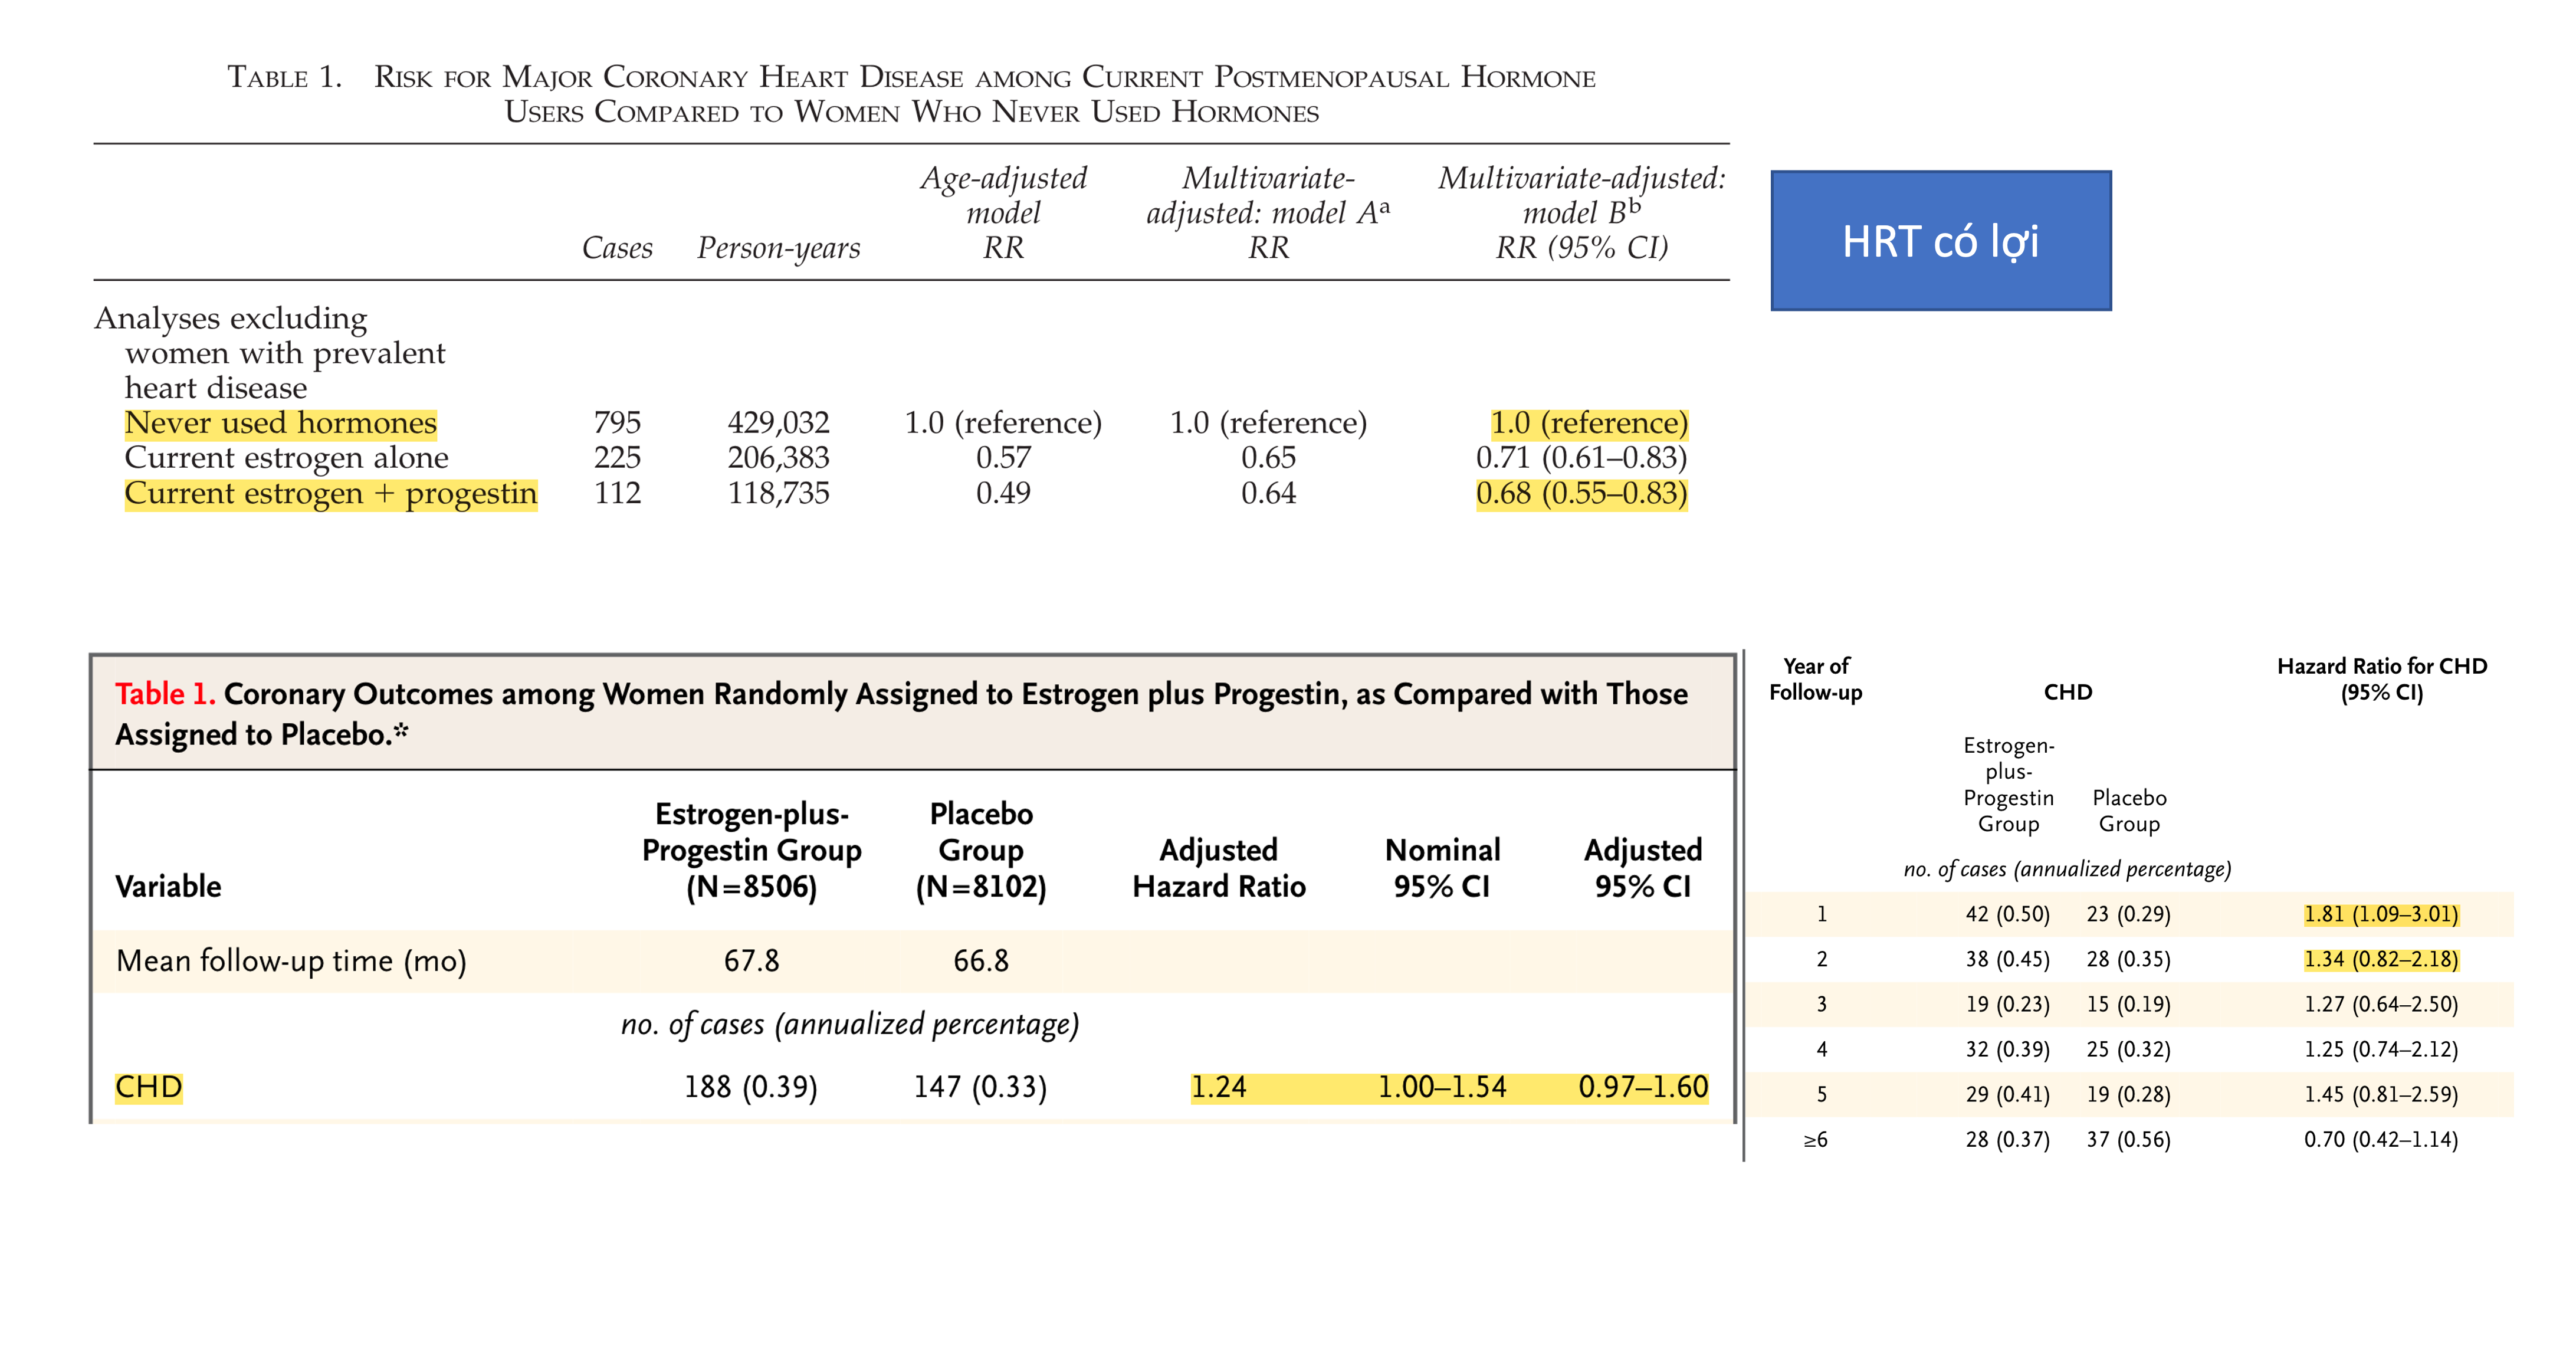 TABLE 1. RISK FOR MAJOR CORONARY HEART DISEASE AMONG CURRENT POSTMENOPAUSAL HORMONE
USERS COMPARED TO WOMEN WHO NEVER USED HORMONES
Age-adjusted Multivariate- Multivariate-adjusted:
model adjusted: model Aᵃ model Bᵇ
Cases Person-years RR RR RR (95% CI)
Analyses excluding
women with prevalent
heart disease
Never used hormones 795 429,032 1.0 (reference) 1.0 (reference) 1.0 (reference)
Current estrogen alone 225 206,383 0.57 0.65 0.71 (0.61–0.83)
Current estrogen + progestin 112 118,735 0.49 0.64 0.68 (0.55–0.83)
HRT có lợi
Table 1. Coronary Outcomes among Women Randomly Assigned to Estrogen plus Progestin, as Compared with Those
Assigned to Placebo.*
Estrogen-plus- Placebo
Progestin Group Group Adjusted Nominal Adjusted
Variable (N=8506) (N=8102) Hazard Ratio 95% CI 95% CI
Mean follow-up time (mo) 67.8 66.8
no. of cases (annualized percentage)
CHD 188 (0.39) 147 (0.33) 1.24 1.00–1.54 0.97–1.60
Year of Hazard Ratio for CHD
Follow-up CHD (95% CI)
Estrogen-
plus-
Progestin Placebo
Group Group
no. of cases (annualized percentage)
1 42 (0.50) 23 (0.29) 1.81 (1.09–3.01)
2 38 (0.45) 28 (0.35) 1.34 (0.82–2.18)
3 19 (0.23) 15 (0.19) 1.27 (0.64–2.50)
4 32 (0.39) 25 (0.32) 1.25 (0.74–2.12)
5 29 (0.41) 19 (0.28) 1.45 (0.81–2.59)
≥6 28 (0.37) 37 (0.56) 0.70 (0.42–1.14)